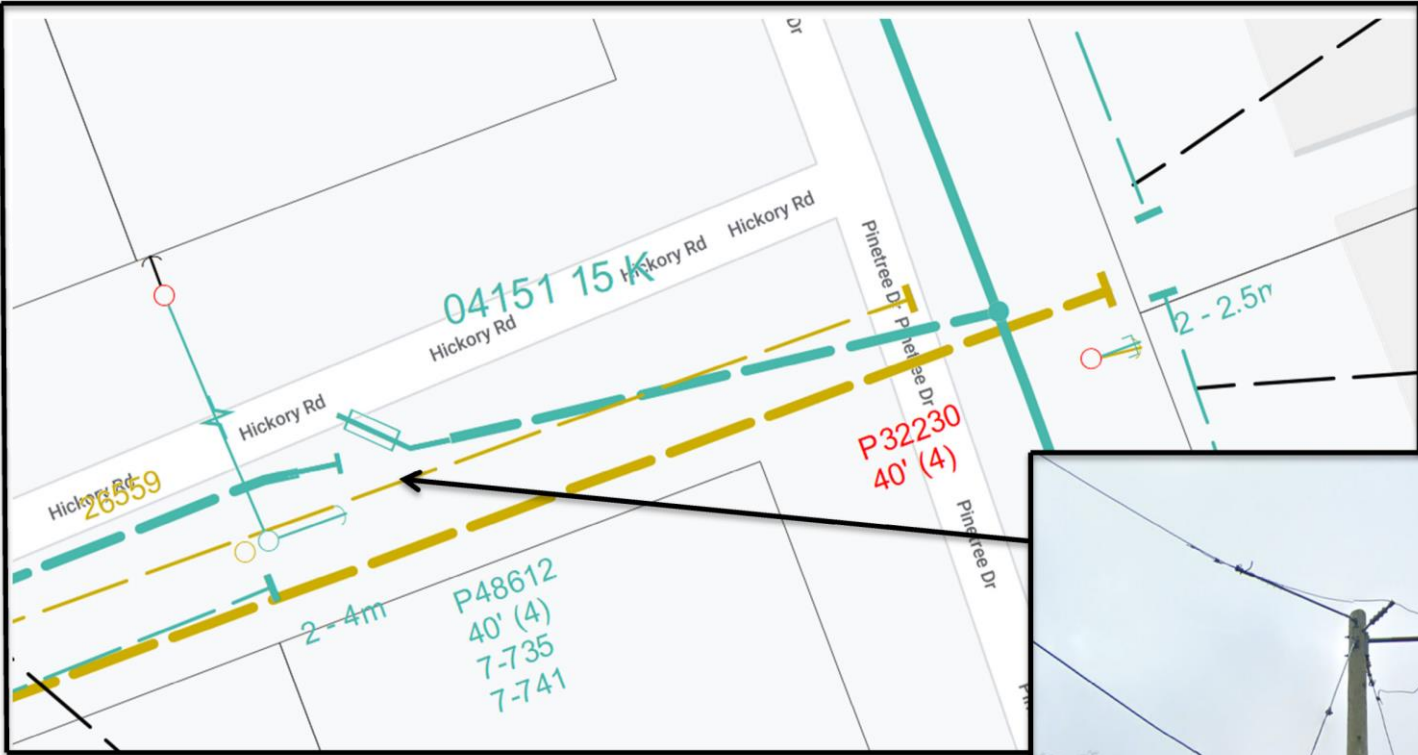 Dr
Hickory Rd
Hickory Rd
04151 15 K
Hickory Rd
Hickory Rd
Hickory Rd
26559
Pinetree Dr
Pinetree Dr
2 - 2.5m
P32230
40' (4)
Pinetree Dr
P48612
40' (4)
7-735
7-741
2 - 4m